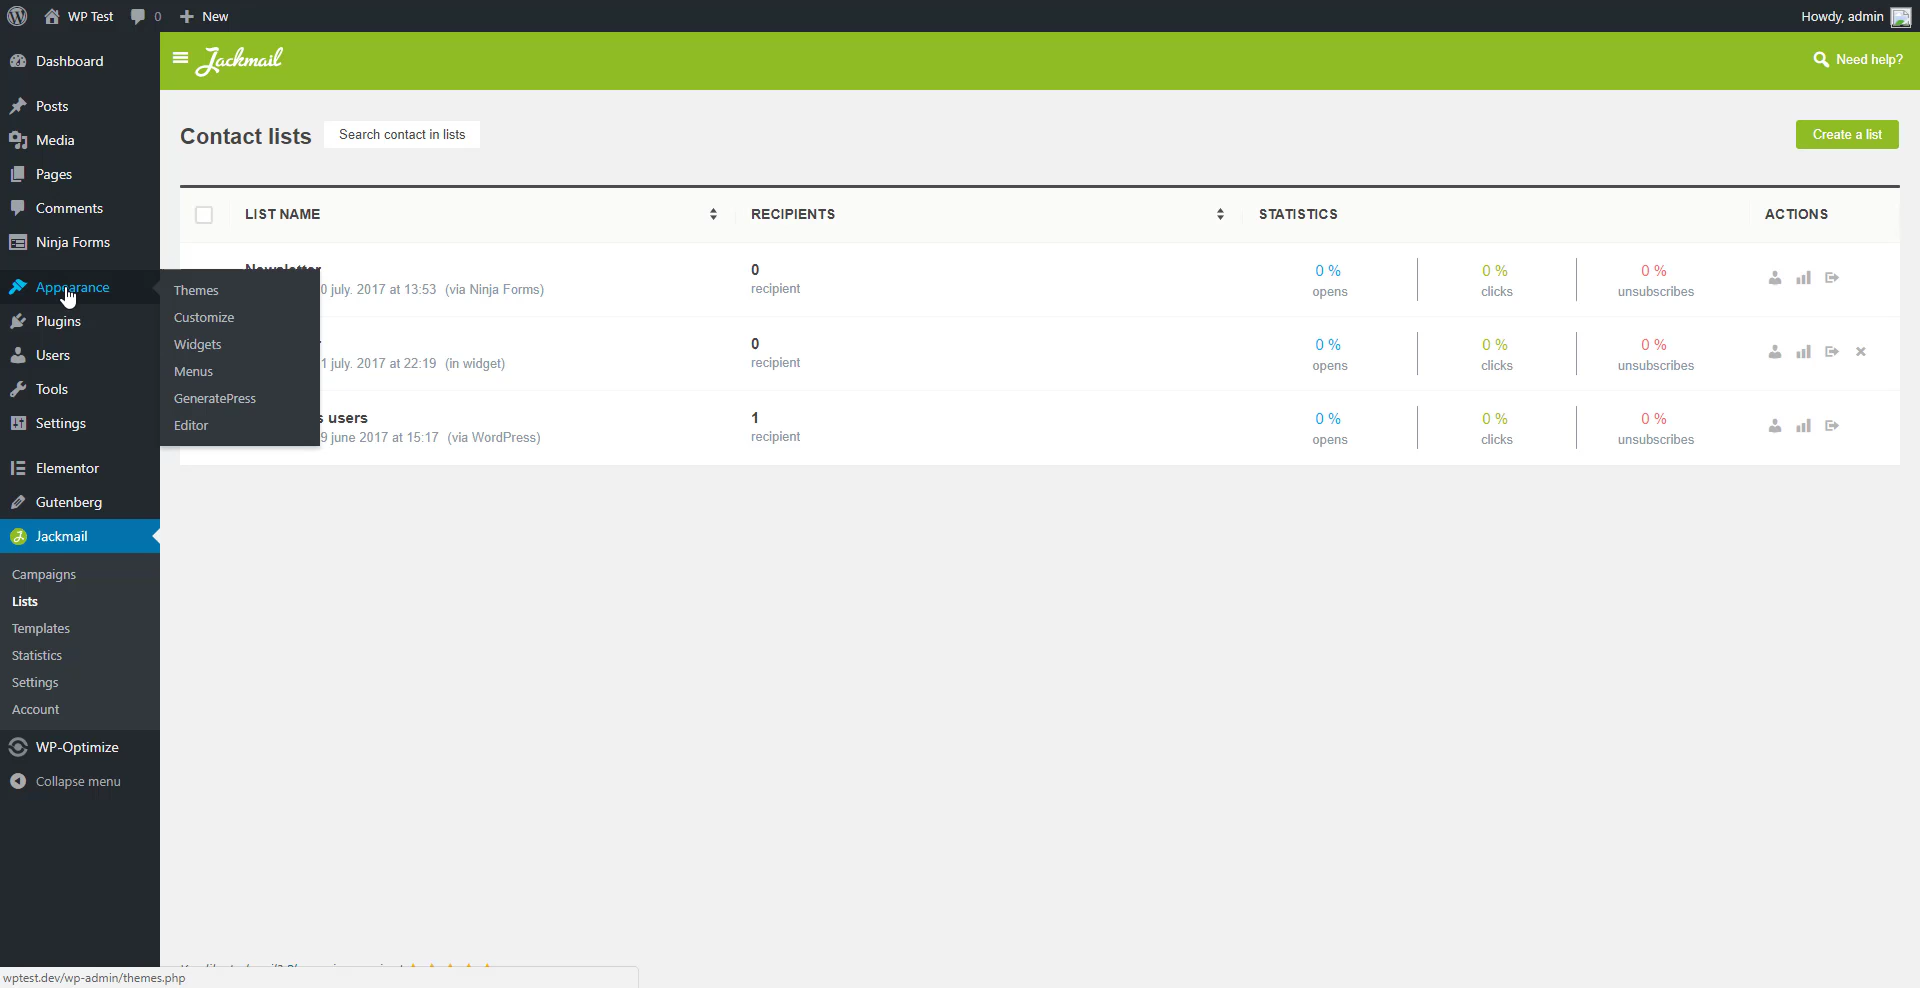 WP Test 0 New Howdy, admin
Dashboard
Jackmail
Need help?
Posts
Media
Pages
Comments
Ninja Forms
Appearance
Plugins
Users
Tools
Settings
Themes
Customize
Widgets
Menus
GeneratePress
Editor
Elementor
Gutenberg
Jackmail
Campaigns
Lists
Templates
Statistics
Settings
Account
WP-Optimize
Collapse menu
Contact lists Search contact in lists Create a list
LIST NAME RECIPIENTS STATISTICS ACTIONS
Newsletter 0 0 % 0 % 0 %
0 july. 2017 at 13:53 (via Ninja Forms) recipient opens clicks unsubscribes
0 0 % 0 % 0 %
1 july. 2017 at 22:19 (in widget) recipient opens clicks unsubscribes
users 1 0 % 0 % 0 %
9 june 2017 at 15:17 (via WordPress) recipient opens clicks unsubscribes
wptest.dev/wp-admin/themes.php